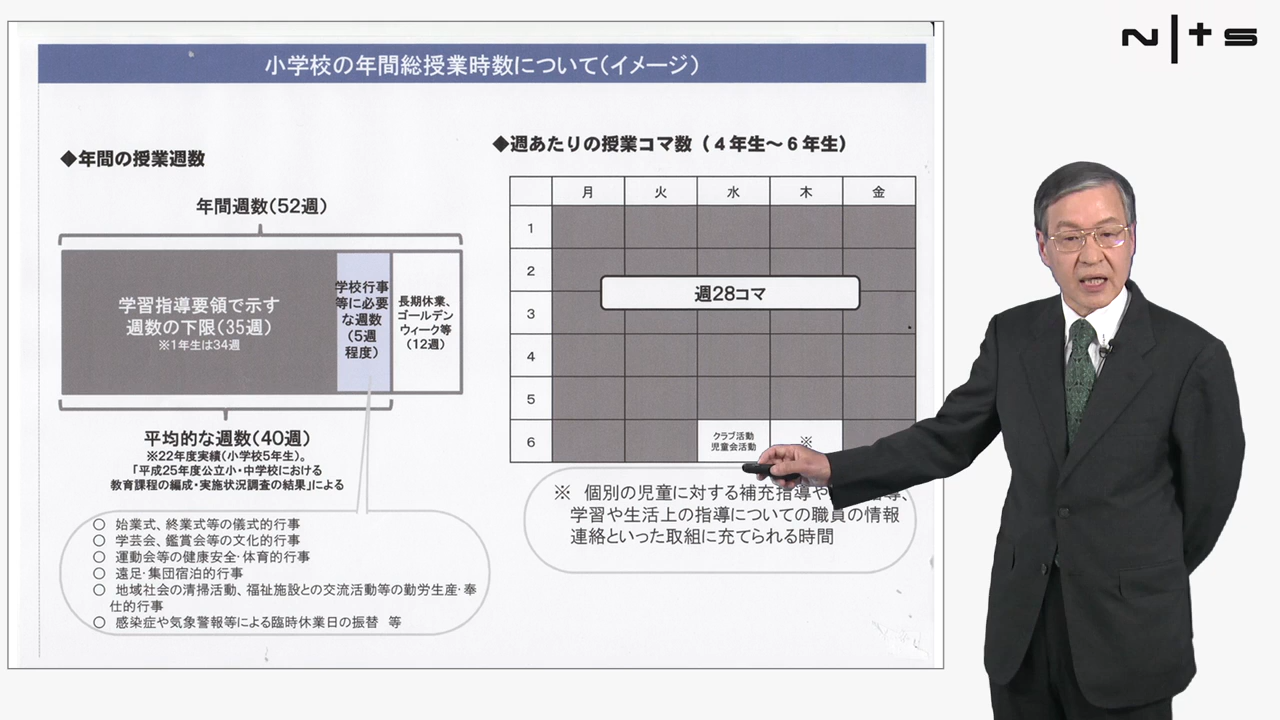 NITS
小学校の年間総授業時数について(イメージ)
◆年間の授業週数
年間週数(52週)
学習指導要領で示す
週数の下限(35週)
※1年生は34週
学校行事
等に必要
な週数
(5週
程度)
長期休業、
ゴールデン
ウィーク等
(12週)
平均的な週数(40週)
※22年度実績(小学校5年生)。
「平成25年度公立小・中学校における
教育課程の編成・実施状況調査の結果」による
〇 始業式、終業式等の儀式的行事
〇 学芸会、鑑賞会等の文化的行事
〇 運動会等の健康安全・体育的行事
〇 遠足・集団宿泊的行事
〇 地域社会の清掃活動、福祉施設との交流活動等の勤労生産・奉
仕的行事
〇 感染症や気象警報等による臨時休業日の振替 等
◆週あたりの授業コマ数(4年生~6年生)
月 火 水 木 金
1
2
週28コマ
3
4
5
6 クラブ活動 ※
児童会活動
※ 個別の児童に対する補充指導や 指導、
学習や生活上の指導についての職員の情報
連絡といった取組に充てられる時間